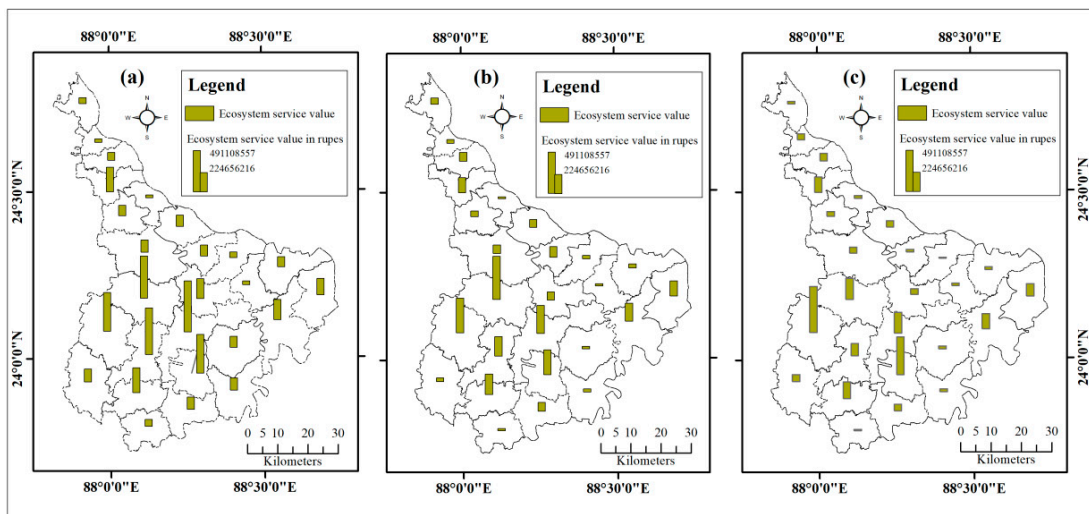 88°0'0"E 88°30'0"E
88°0'0"E 88°30'0"E
88°0'0"E 88°30'0"E
(a)
Legend
Ecosystem service value
Ecosystem service value in rupes
491108557
224656216
N
W E
S
0 5 10 20 30
Kilometers
(b)
Legend
Ecosystem service value
Ecosystem service value in rupes
491108557
224656216
N
W E
S
0 5 10 20 30
Kilometers
(c)
Legend
Ecosystem service value
Ecosystem service value in rupes
491108557
224656216
N
W E
S
0 5 10 20 30
Kilometers
24°30'0"N
24°0'0"N
24°30'0"N
24°0'0"N
88°0'0"E 88°30'0"E
88°0'0"E 88°30'0"E
88°0'0"E 88°30'0"E